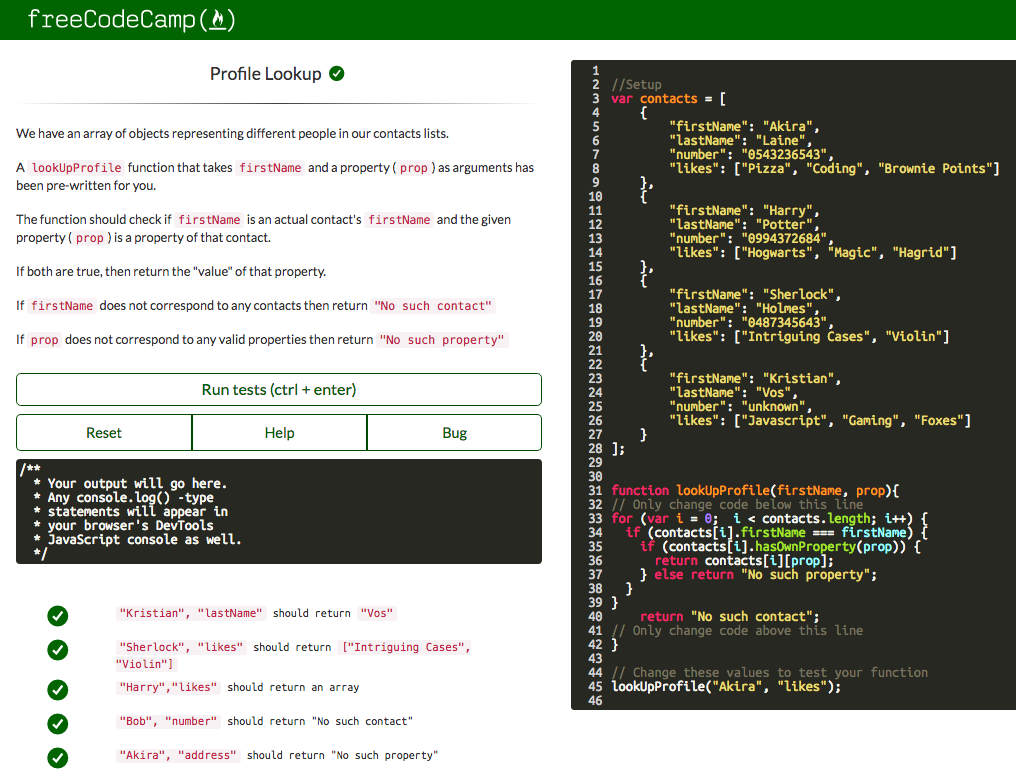 freeCodeCamp
Profile Lookup
We have an array of objects representing different people in our contacts lists.
A lookUpProfile function that takes firstName and a property ( prop ) as arguments has
been pre-written for you.
The function should check if firstName is an actual contact's firstName and the given
property ( prop ) is a property of that contact.
If both are true, then return the "value" of that property.
If firstName does not correspond to any contacts then return "No such contact"
If prop does not correspond to any valid properties then return "No such property"
Run tests (ctrl + enter)
Reset Help Bug
/**
* Your output will go here.
* Any console.log() -type
* statements will appear in
* your browser's DevTools
* JavaScript console as well.
*/
"Kristian", "lastName" should return "Vos"
"Sherlock", "likes" should return ["Intriguing Cases",
"Violin"]
"Harry","likes" should return an array
"Bob", "number" should return "No such contact"
"Akira", "address" should return "No such property"
1
2 //Setup
3 var contacts = [
4 {
5 "firstName": "Akira",
6 "lastName": "Laine",
7 "number": "0543236543",
8 "likes": ["Pizza", "Coding", "Brownie Points"]
9 },
10 {
11 "firstName": "Harry",
12 "lastName": "Potter",
13 "number": "0994372684",
14 "likes": ["Hogwarts", "Magic", "Hagrid"]
15 },
16 {
17 "firstName": "Sherlock",
18 "lastName": "Holmes",
19 "number": "0487345643",
20 "likes": ["Intriguing Cases", "Violin"]
21 },
22 {
23 "firstName": "Kristian",
24 "lastName": "Vos",
25 "number": "unknown",
26 "likes": ["Javascript", "Gaming", "Foxes"]
27 }
28 ];
29
30
31 function lookUpProfile(firstName, prop){
32 // Only change code below this line
33 for (var i = 0; i < contacts.length; i++) {
34 if (contacts[i].firstName === firstName) {
35 if (contacts[i].hasOwnProperty(prop)) {
36 return contacts[i][prop];
37 } else return "No such property";
38 }
39 }
40 return "No such contact";
41 // Only change code above this line
42 }
43
44 // Change these values to test your function
45 lookUpProfile("Akira", "likes");
46